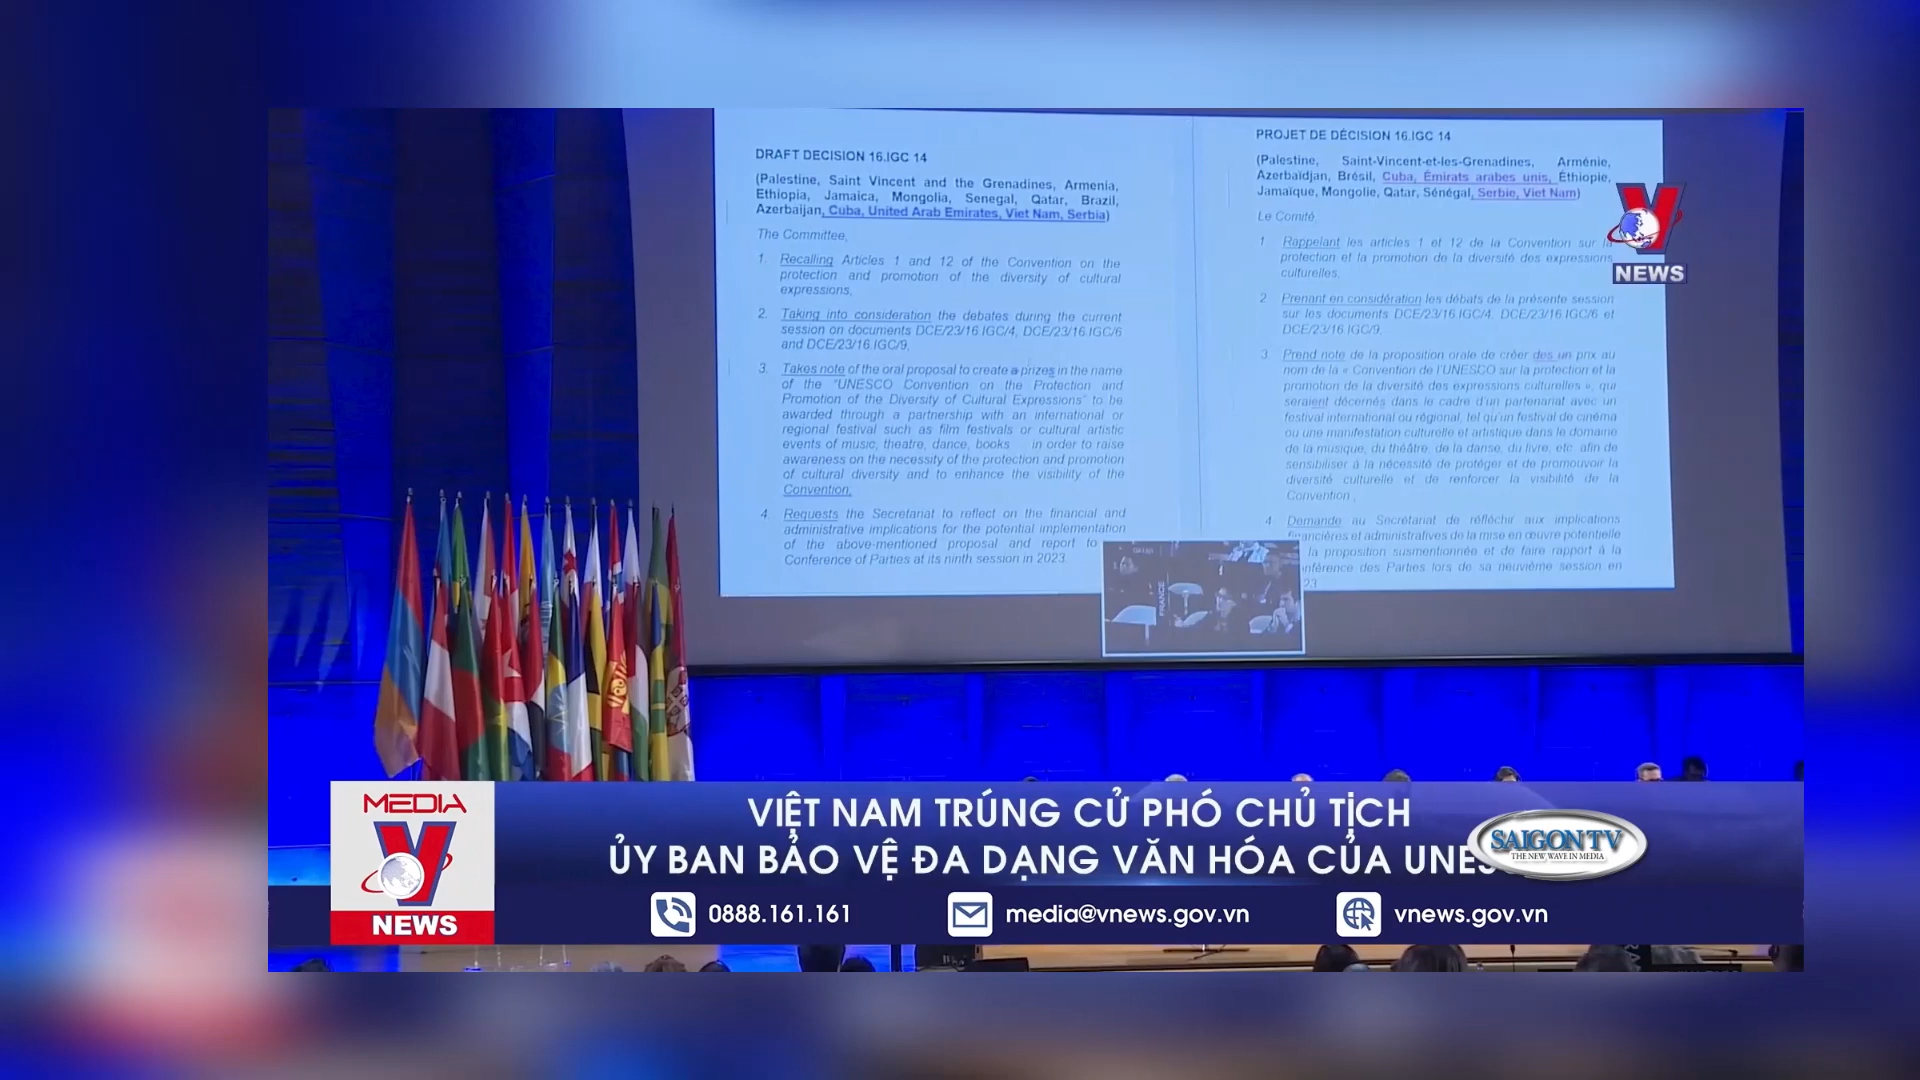 DRAFT DECISION 16.IGC 14
(Palestine, Saint Vincent and the Grenadines, Armenia,
Ethiopia, Jamaica, Mongolia, Senegal, Qatar, Brazil,
Azerbaijan, Cuba, United Arab Emirates, Viet Nam, Serbia)
The Committee,
1. Recalling Articles 1 and 12 of the Convention on the
protection and promotion of the diversity of cultural
expressions,
2. Taking into consideration the debates during the current
session on documents DCE/23/16.IGC/4, DCE/23/16.IGC/6
and DCE/23/16.IGC/9,
3. Takes note of the oral proposal to create a prizes in the name
of the "UNESCO Convention on the Protection and
Promotion of the Diversity of Cultural Expressions" to be
awarded through a partnership with an international or
regional festival such as film festivals or cultural artistic
events of music, theatre, dance, books in order to raise
awareness on the necessity of the protection and promotion
of cultural diversity and to enhance the visibility of the
Convention,
4. Requests the Secretariat to reflect on the financial and
administrative implications for the potential implementation
of the above-mentioned proposal and report to
Conference of Parties at its ninth session in 2023.
PROJET DE DÉCISION 16.IGC 14
(Palestine, Saint-Vincent-et-les-Grenadines, Arménie,
Azerbaïdjan, Brésil, Cuba, Émirats arabes unis, Éthiopie,
Jamaïque, Mongolie, Qatar, Sénégal, Serbie, Viet Nam)
Le Comité,
1 Rappelant les articles 1 et 12 de la Convention sur la
protection et la promotion de la diversité des expressions
culturelles,
2 Prenant en considération les débats de la présente session
sur les documents DCE/23/16.IGC/4, DCE/23/16.IGC/6 et
DCE/23/16.IGC/9,
3 Prend note de la proposition orale de créer des un prix au
nom de la « Convention de l'UNESCO sur la protection et la
promotion de la diversité des expressions culturelles », qui
seraient décernés dans le cadre d'un partenariat avec un
festival international ou régional, tel qu'un festival de cinéma
ou une manifestation culturelle et artistique dans le domaine
de la musique, du théâtre, de la danse, du livre, etc. afin de
sensibiliser à la nécessité de protéger et de promouvoir la
diversité culturelle et de renforcer la visibilité de la
Convention,
4 Demande au Secrétariat de réfléchir aux implications
financières et administratives de la mise en œuvre potentielle
la proposition susmentionnée et de faire rapport à la
nférence des Parties lors de sa neuvième session en
23
FRANCE
NEWS
MEDIA
NEWS
VIỆT NAM TRÚNG CỬ PHÓ CHỦ TỊCH
ỦY BAN BẢO VỆ ĐA DẠNG VĂN HÓA CỦA UNES
SAIGON TV
THE NEW WAVE IN MEDIA
0888.161.161
media@vnews.gov.vn
vnews.gov.vn